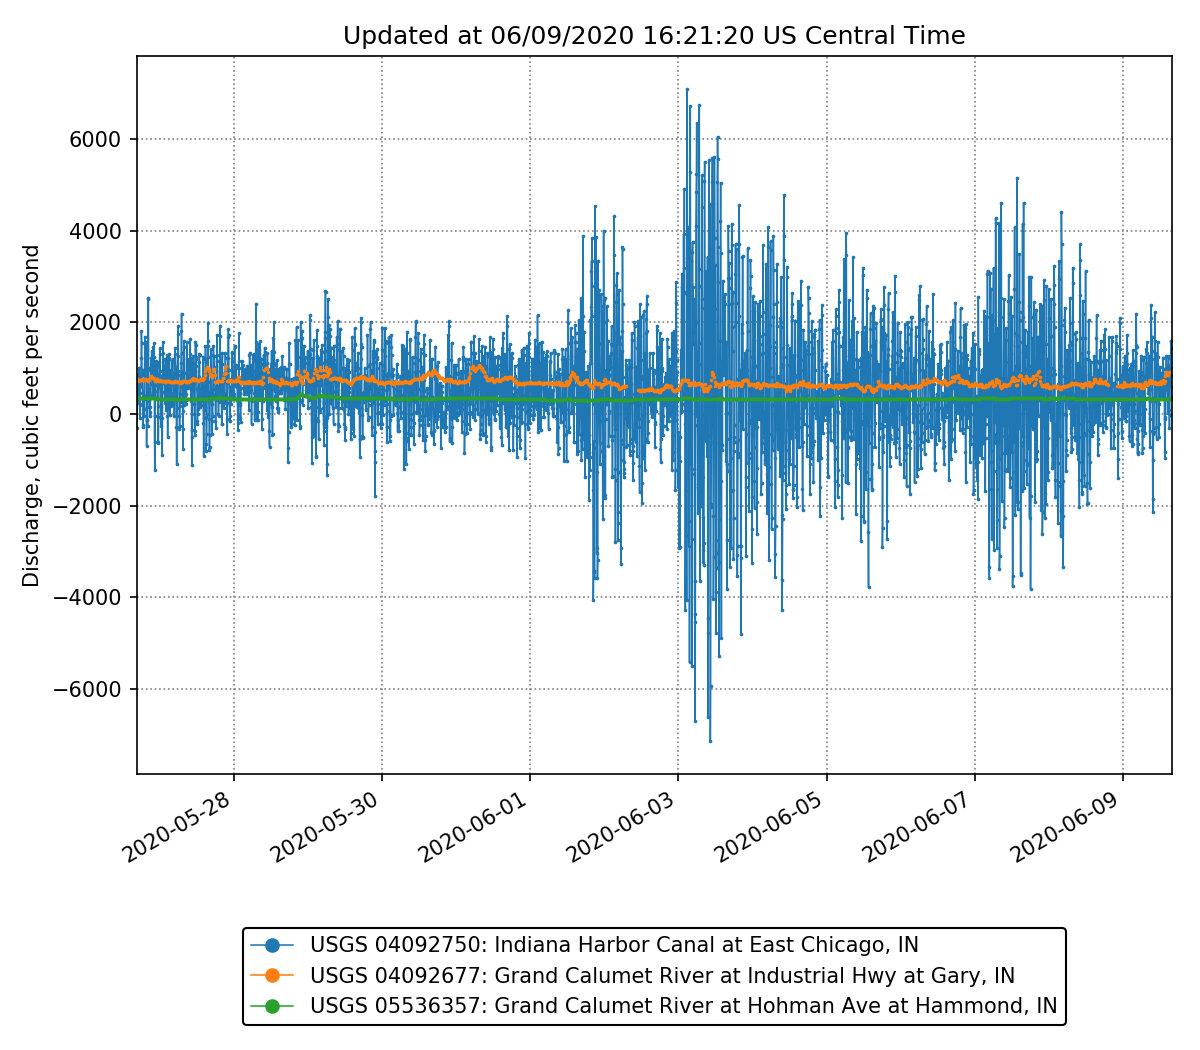 Updated at 06/09/2020 16:21:20 US Central Time
Discharge, cubic feet per second
6000
4000
2000
0
−2000
−4000
−6000
2020-05-28
2020-05-30
2020-06-01
2020-06-03
2020-06-05
2020-06-07
2020-06-09
USGS 04092750: Indiana Harbor Canal at East Chicago, IN
USGS 04092677: Grand Calumet River at Industrial Hwy at Gary, IN
USGS 05536357: Grand Calumet River at Hohman Ave at Hammond, IN